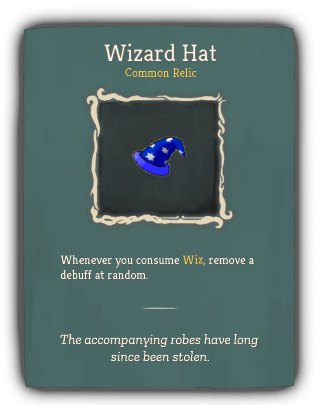 Wizard Hat
Common Relic
Whenever you consume Wiz, remove a
debuff at random.
The accompanying robes have long
since been stolen.